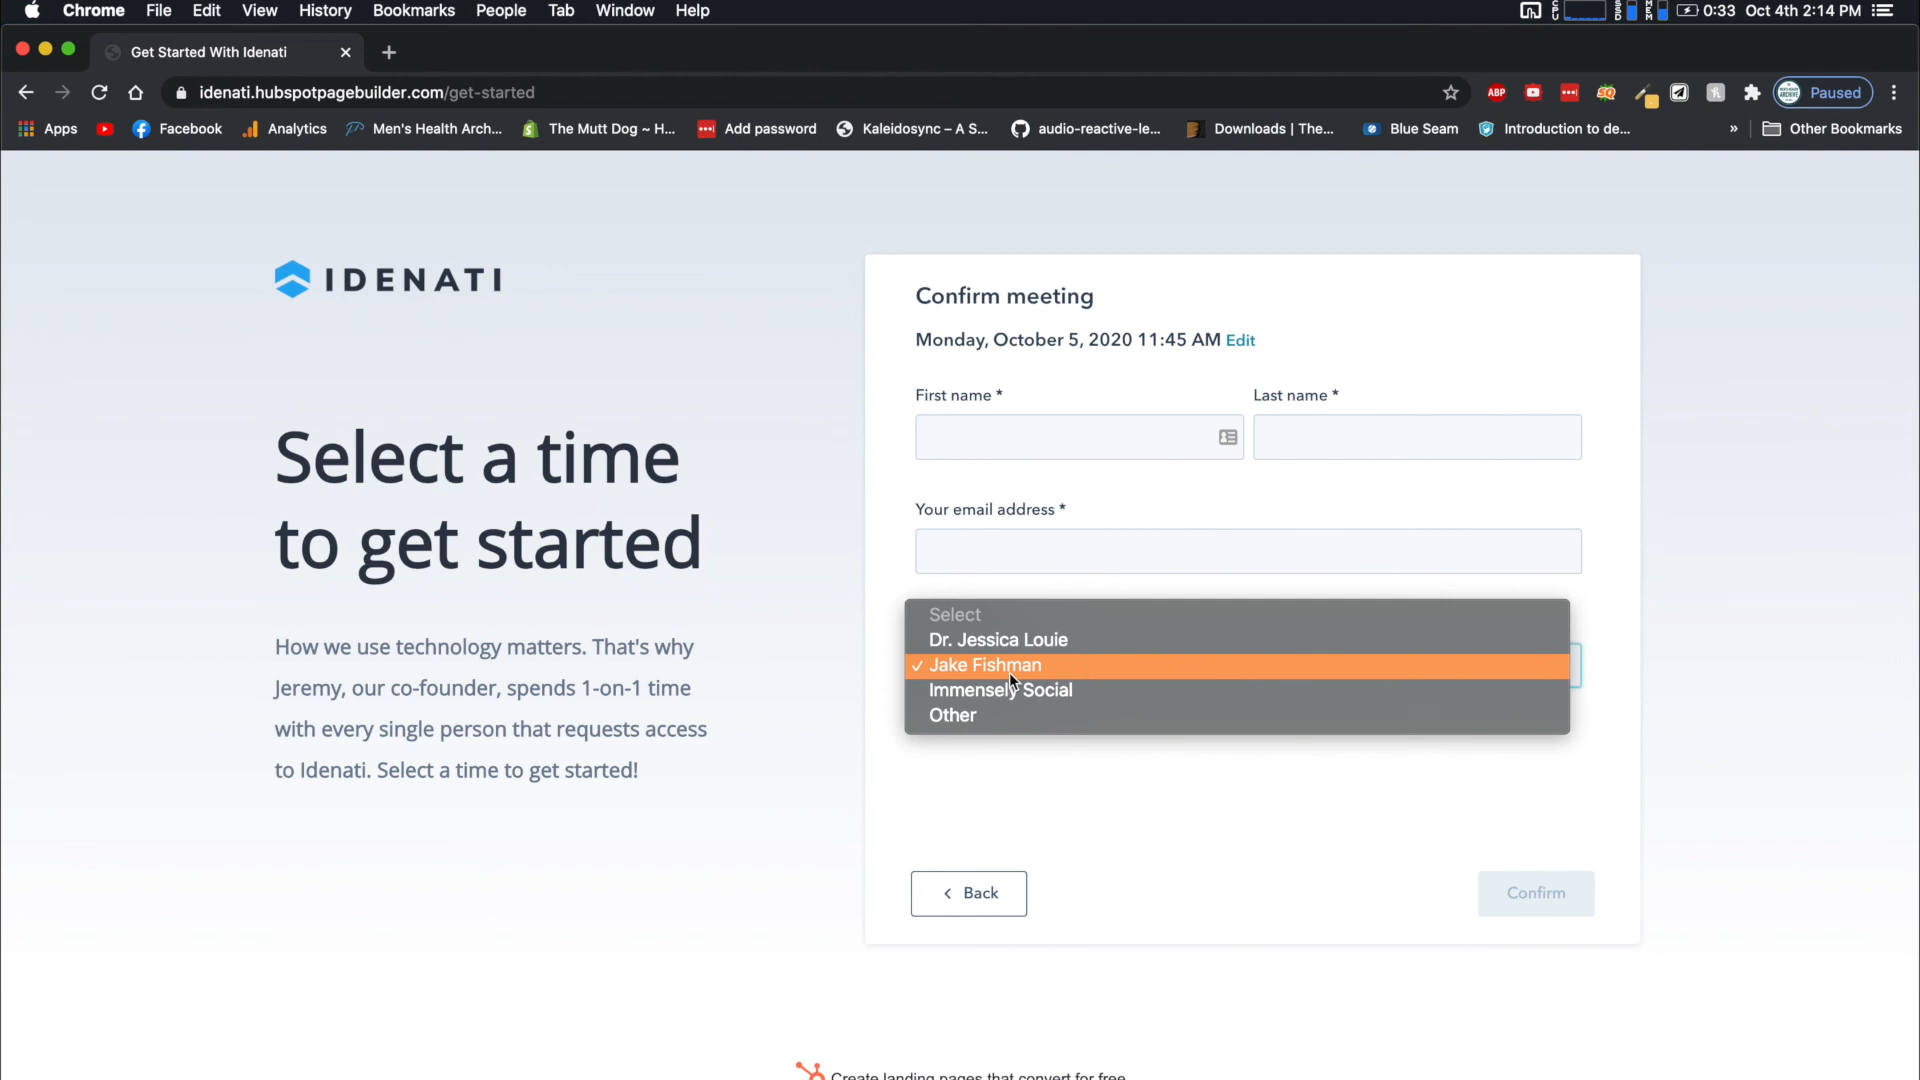 Chrome File Edit View History Bookmarks People Tab Window Help
CPU SSD MEM 0:33 Oct 4th 2:14 PM
Get Started With Idenati
idenati.hubspotpagebuilder.com/get-started
ABP SQ Paused
Apps Facebook Analytics Men's Health Arch... The Mutt Dog ~ H... Add password Kaleidosync – A S... audio-reactive-le... Downloads | The... Blue Seam Introduction to de... » Other Bookmarks
IDENATI
Select a time
to get started
How we use technology matters. That's why
Jeremy, our co-founder, spends 1-on-1 time
with every single person that requests access
to Idenati. Select a time to get started!
Confirm meeting
Monday, October 5, 2020 11:45 AM Edit
First name * Last name *
Your email address *
Select
Dr. Jessica Louie
✓ Jake Fishman
Immensely Social
Other
Back
Confirm
Create landing pages that convert for free